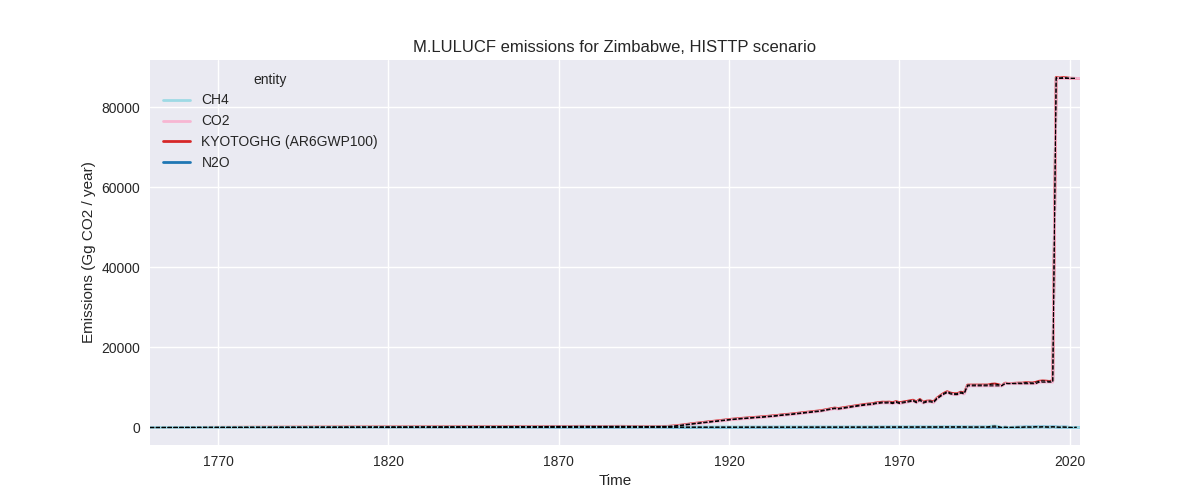 M.LULUCF emissions for Zimbabwe, HISTTP scenario
entity
CH4
CO2
KYOTOGHG (AR6GWP100)
N2O
Emissions (Gg CO2 / year)
80000
60000
40000
20000
0
1770
1820
1870
1920
1970
2020
Time